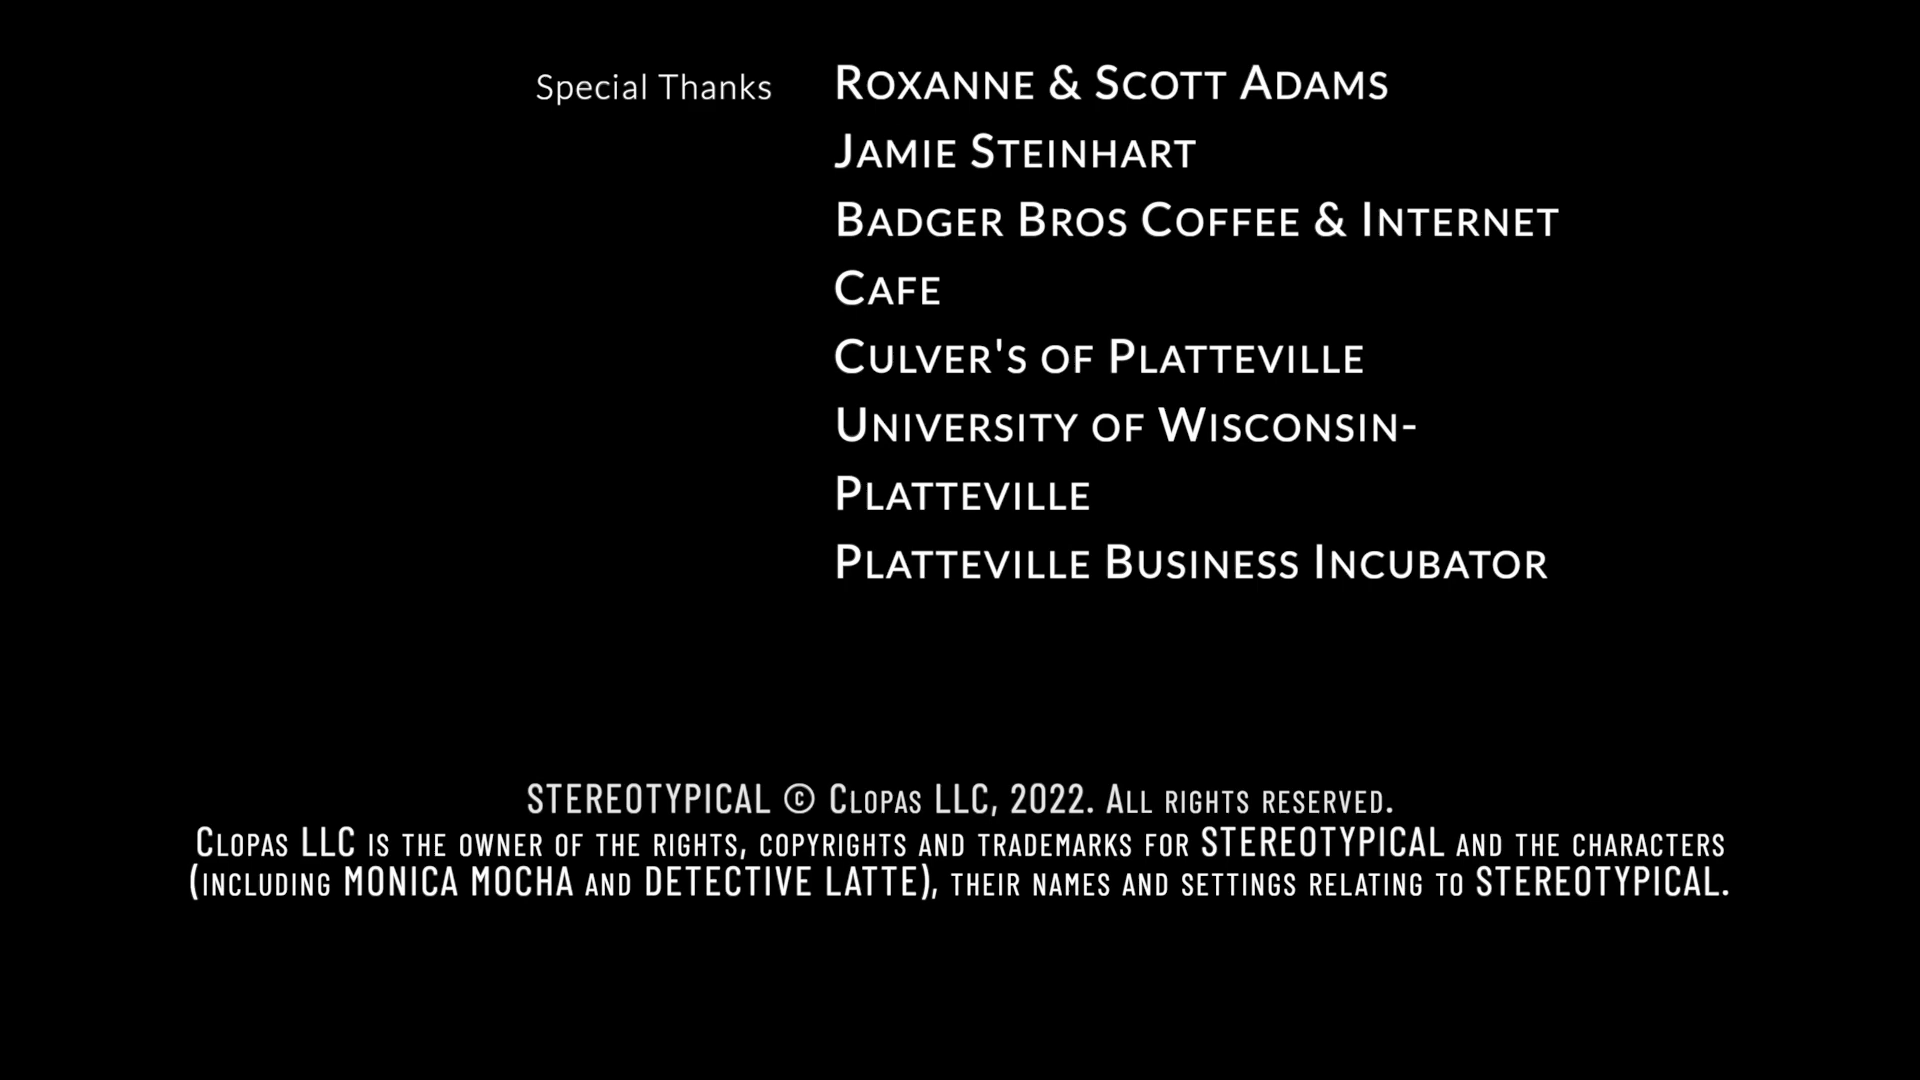 Special Thanks Roxanne & Scott Adams
Jamie Steinhart
Badger Bros Coffee & Internet
Cafe
Culver's of Platteville
University of Wisconsin-
Platteville
Platteville Business Incubator
STEREOTYPICAL © Clopas LLC, 2022. All rights reserved.
Clopas LLC is the owner of the rights, copyrights and trademarks for STEREOTYPICAL and the characters
(including MONICA MOCHA and DETECTIVE LATTE), their names and settings relating to STEREOTYPICAL.